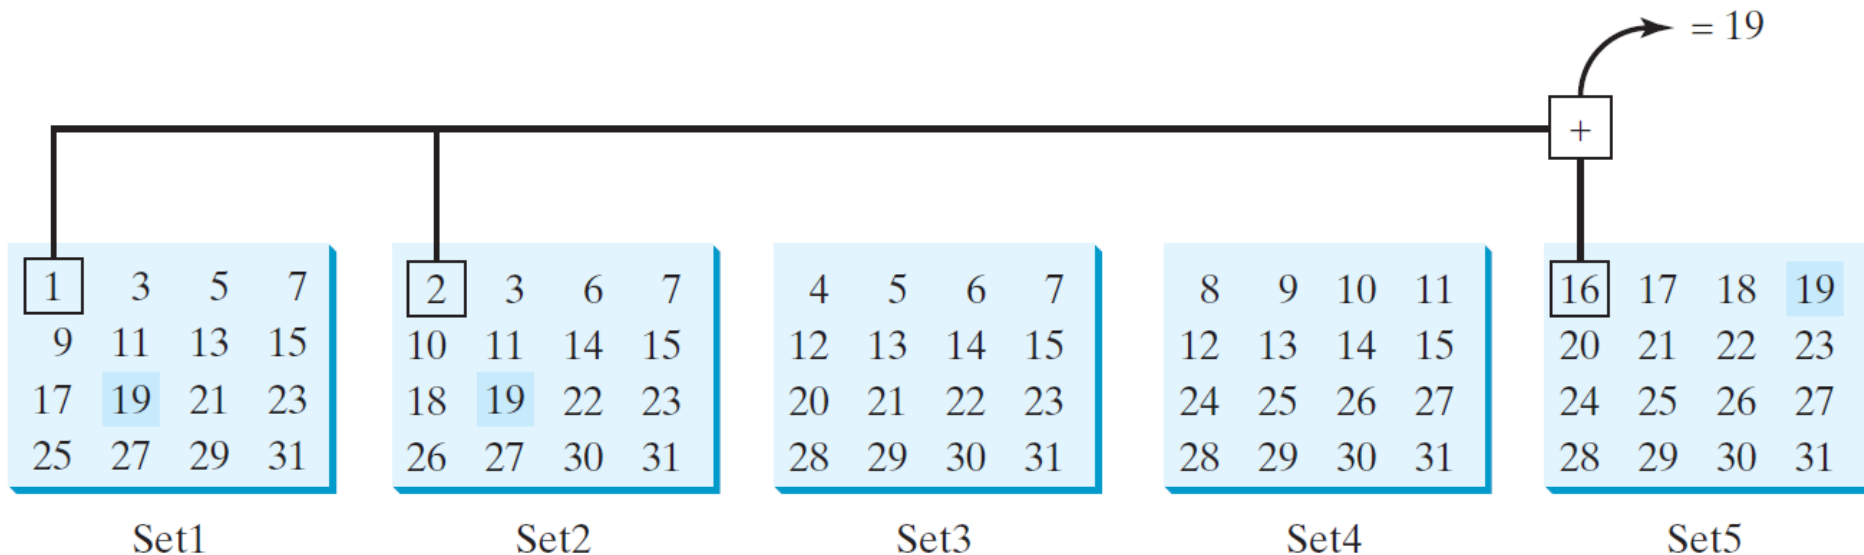 = 19
+
1 3 5 7
9 11 13 15
17 19 21 23
25 27 29 31
Set1
2 3 6 7
10 11 14 15
18 19 22 23
26 27 30 31
Set2
4 5 6 7
12 13 14 15
20 21 22 23
28 29 30 31
Set3
8 9 10 11
12 13 14 15
24 25 26 27
28 29 30 31
Set4
16 17 18 19
20 21 22 23
24 25 26 27
28 29 30 31
Set5